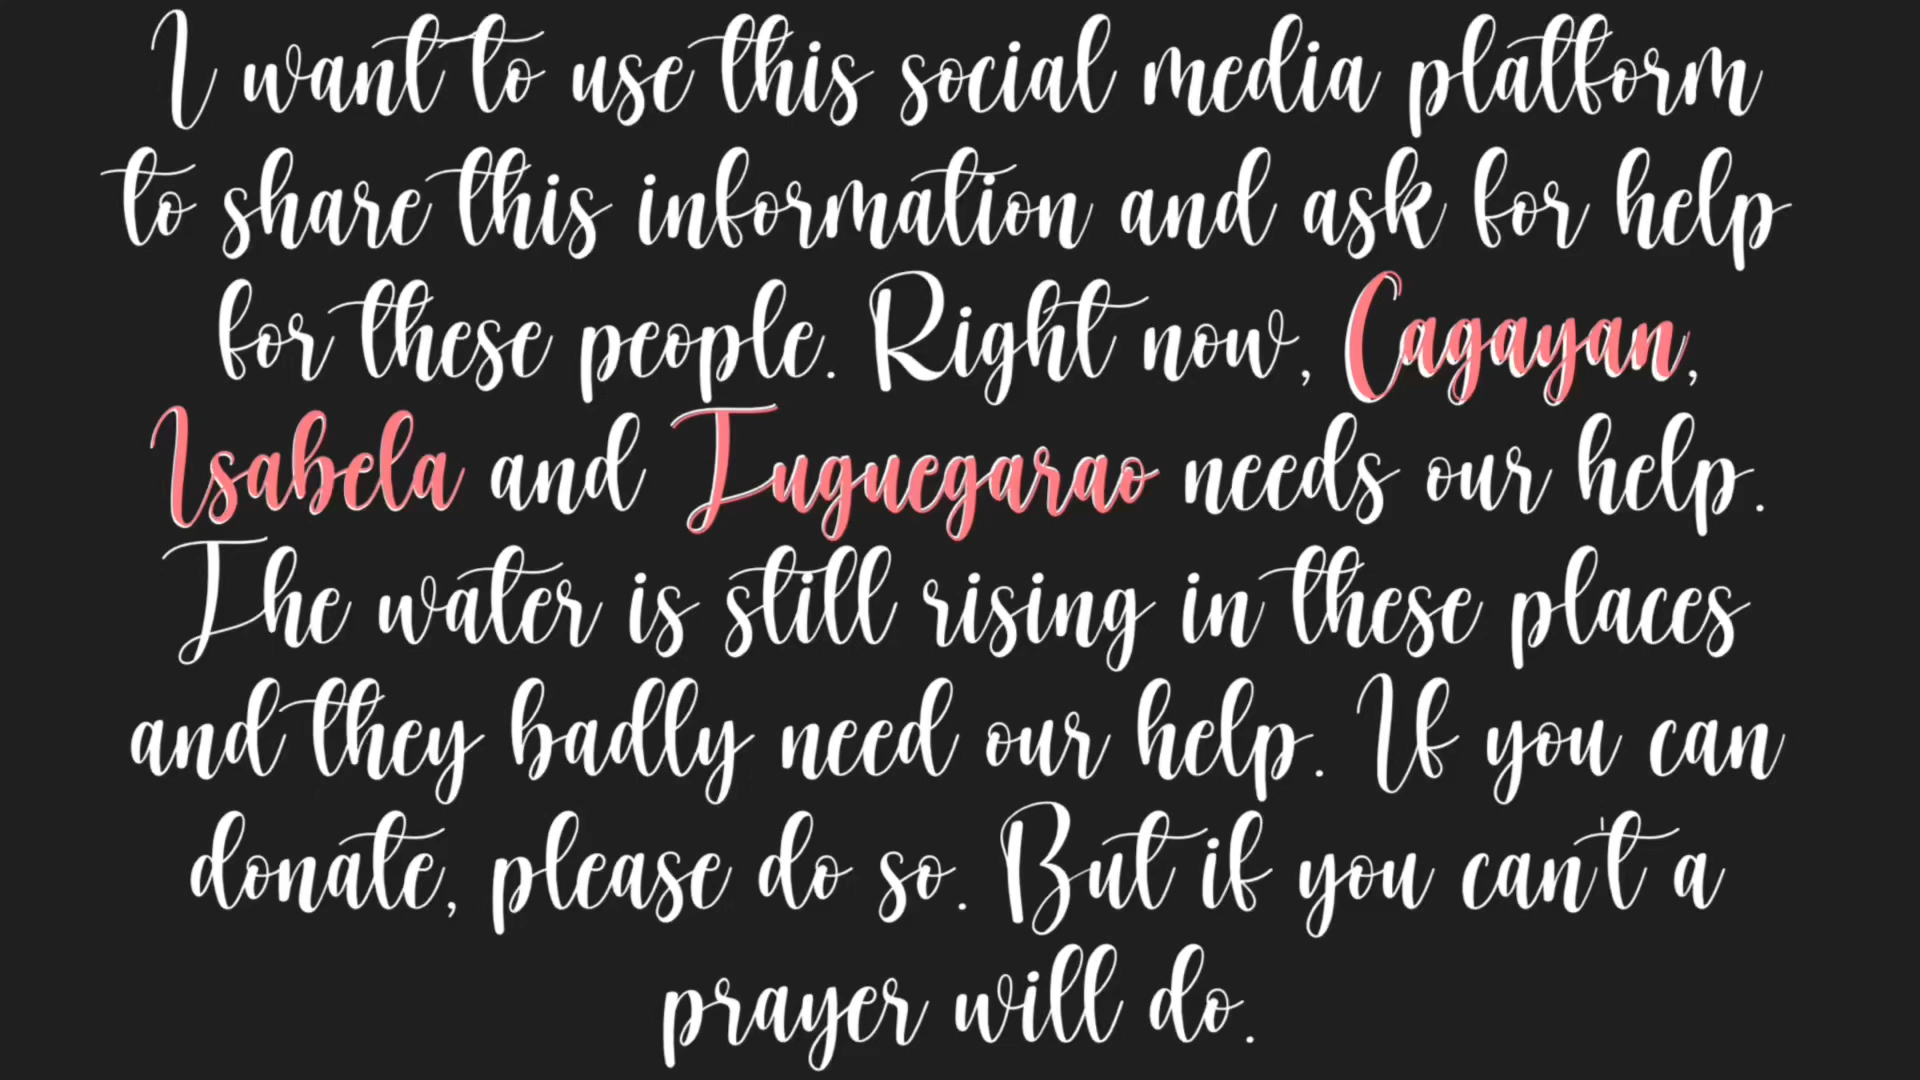 I want to use this social media platform
to share this information and ask for help
for these people. Right now, Cagayan,
Isabela and Tuguegarao needs our help.
The water is still rising in these places
and they badly need our help. If you can
donate, please do so. But if you can't a
prayer will do.